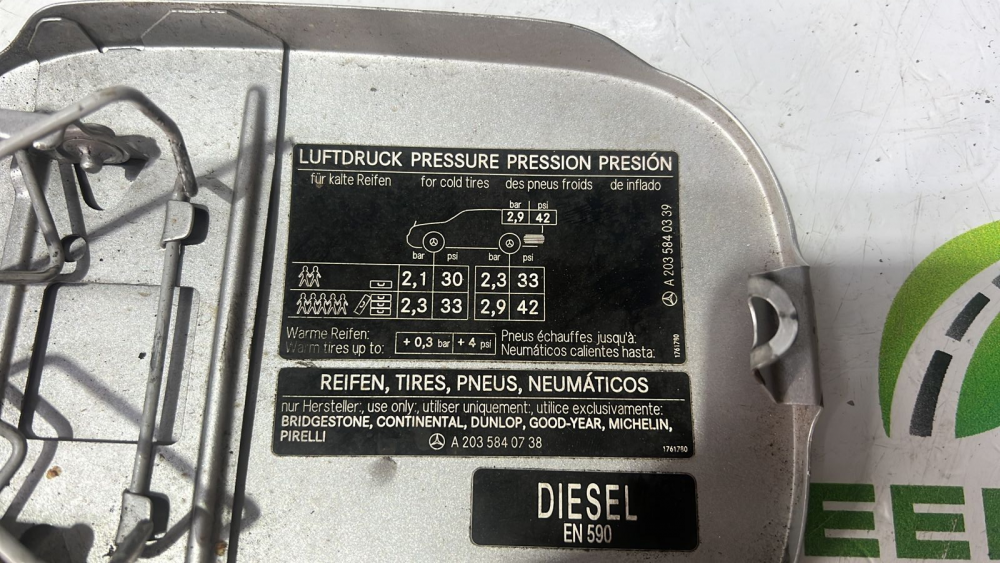 LUFTDRUCK PRESSURE PRESSION PRESIÓN
für kalte Reifen for cold tires des pneus froids de inflado
bar psi
2,9 42
bar psi bar psi
2,1 30 2,3 33
2,3 33 2,9 42
Warme Reifen:
Warm tires up to:
+ 0,3 bar + 4 psi
Pneus échauffes jusqu'à:
Neumáticos calientes hasta:
A 203 584 03 39
1761790
REIFEN, TIRES, PNEUS, NEUMÁTICOS
nur Hersteller:, use only:, utiliser uniquement:, utilice exclusivamente:
BRIDGESTONE, CONTINENTAL, DUNLOP, GOOD-YEAR, MICHELIN,
PIRELLI
A 203 584 07 38
1761780
DIESEL
EN 590
EE